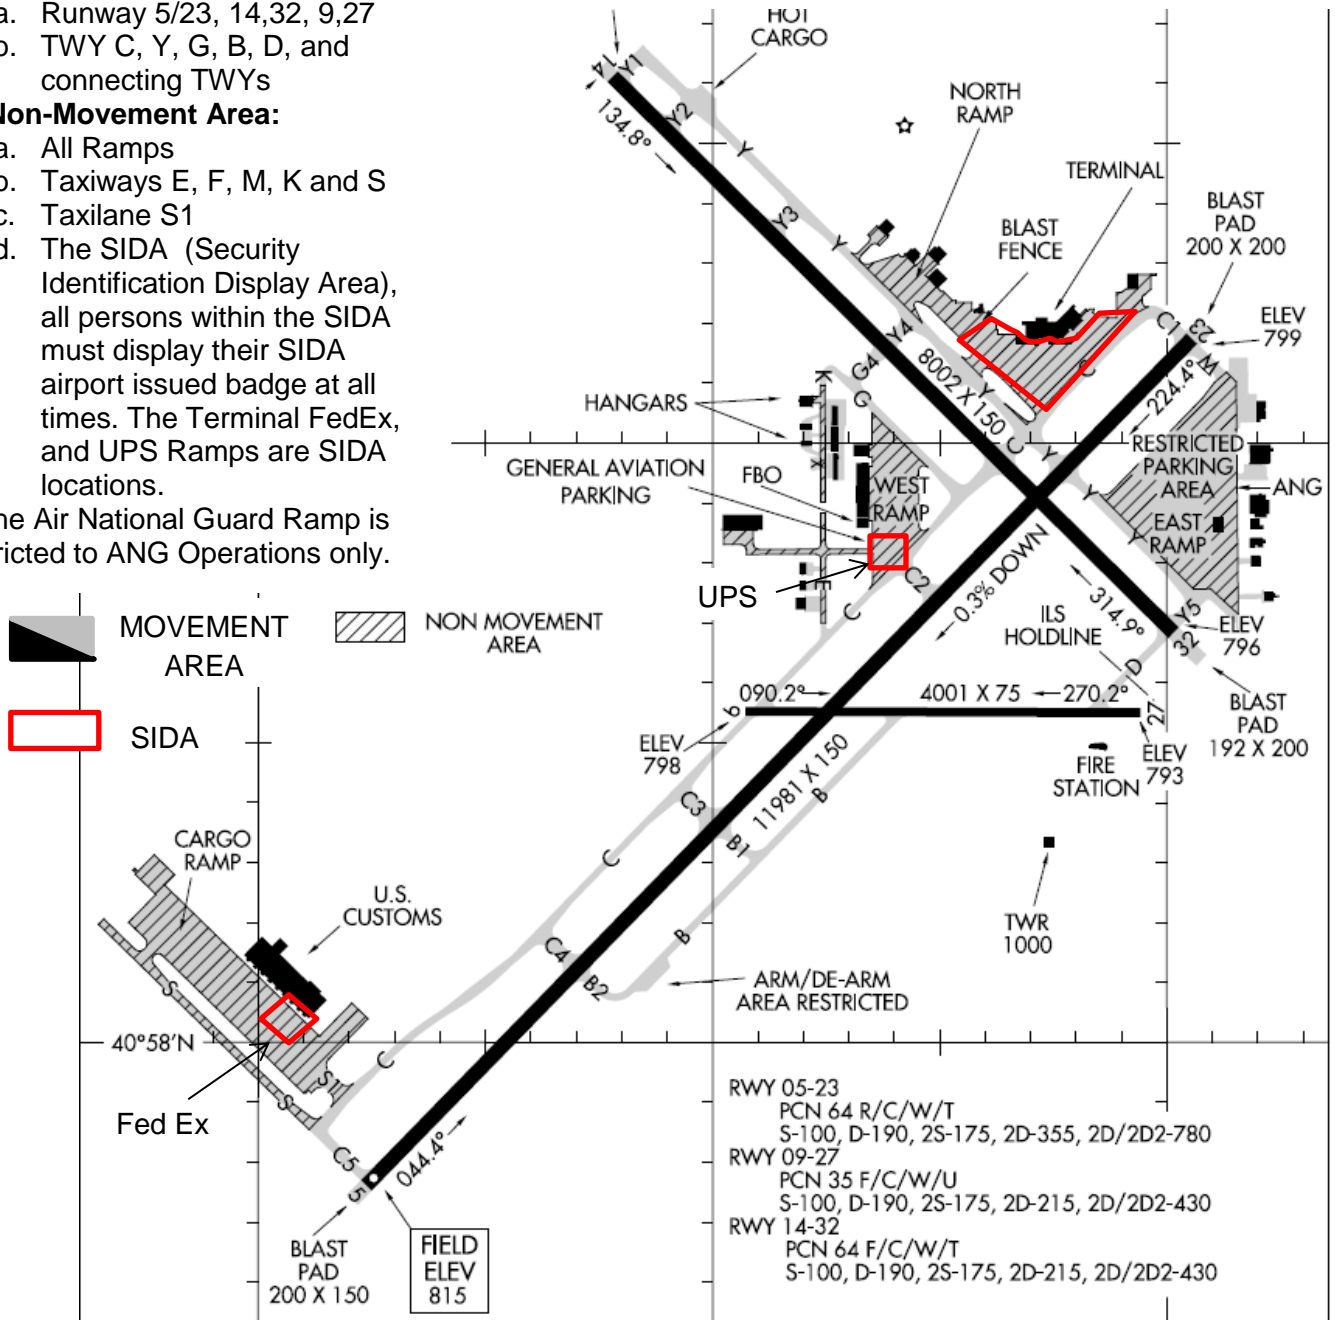 a. Runway 5/23, 14,32, 9,27
b. TWY C, Y, G, B, D, and
connecting TWYs
Non-Movement Area:
a. All Ramps
b. Taxiways E, F, M, K and S
c. Taxilane S1
d. The SIDA (Security
Identification Display Area),
all persons within the SIDA
must display their SIDA
airport issued badge at all
times. The Terminal FedEx,
and UPS Ramps are SIDA
locations.
he Air National Guard Ramp is
ricted to ANG Operations only.
MOVEMENT
AREA
NON MOVEMENT
AREA
SIDA
HOT
CARGO
14
Y1
134.8°
Y2
Y
NORTH
RAMP
TERMINAL
BLAST
PAD
200 X 200
BLAST
FENCE
Y3
Y
Y4
8002 X 150
Y
C
C1
23
ELEV
799
W
224.4°
G4
G
K
HANGARS
GENERAL AVIATION
PARKING
FBO
WEST
RAMP
C
Y
Y
Y
RESTRICTED
PARKING
AREA
ANG
EAST
RAMP
UPS
E
C2
C
0.3% DOWN
314.9°
Y5
32
ELEV
796
ILS
HOLDLINE
D
BLAST
PAD
192 X 200
090.2°
4001 X 75
270.2°
9
27
ELEV
798
ELEV
793
FIRE
STATION
11981 X 150
C3
B1
B
C
TWR
1000
CARGO
RAMP
U.S.
CUSTOMS
C4
B2
B
ARM/DE-ARM
AREA RESTRICTED
S
40°58'N
C
S1
S
Fed Ex
C5
5
044.4°
BLAST
PAD
200 X 150
FIELD
ELEV
815
RWY 05-23
PCN 64 R/C/W/T
S-100, D-190, 2S-175, 2D-355, 2D/2D2-780
RWY 09-27
PCN 35 F/C/W/U
S-100, D-190, 2S-175, 2D-215, 2D/2D2-430
RWY 14-32
PCN 64 F/C/W/T
S-100, D-190, 2S-175, 2D-215, 2D/2D2-430